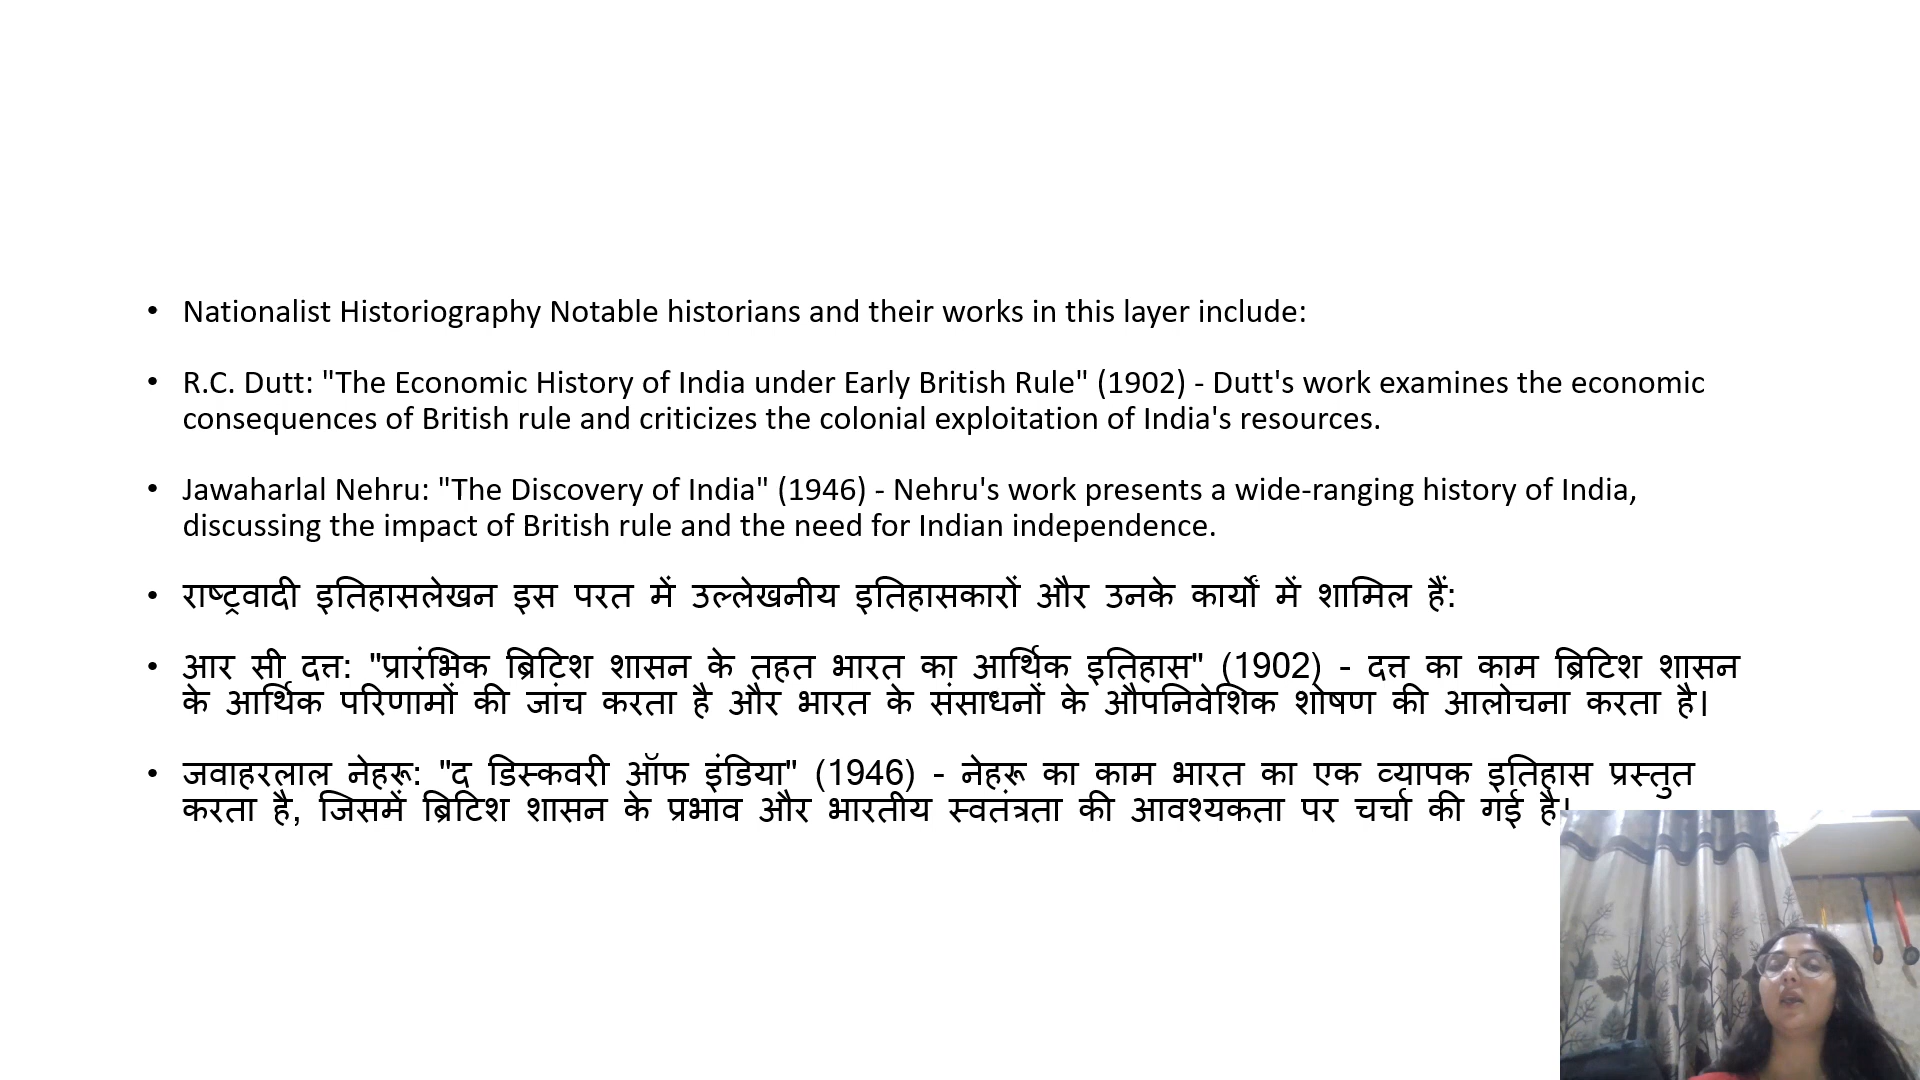 • Nationalist Historiography Notable historians and their works in this layer include:
• R.C. Dutt: "The Economic History of India under Early British Rule" (1902) - Dutt's work examines the economic
consequences of British rule and criticizes the colonial exploitation of India's resources.
• Jawaharlal Nehru: "The Discovery of India" (1946) - Nehru's work presents a wide-ranging history of India,
discussing the impact of British rule and the need for Indian independence.
• राष्ट्रवादी इतिहासलेखन इस परत में उल्लेखनीय इतिहासकारों और उनके कार्यों में शामिल हैं:
• आर सी दत्त: "प्रारंभिक ब्रिटिश शासन के तहत भारत का आर्थिक इतिहास" (1902) - दत्त का काम ब्रिटिश शासन
के आर्थिक परिणामों की जांच करता है और भारत के संसाधनों के औपनिवेशिक शोषण की आलोचना करता है।
• जवाहरलाल नेहरू: "द डिस्कवरी ऑफ इंडिया" (1946) - नेहरू का काम भारत का एक व्यापक इतिहास प्रस्तुत
करता है, जिसमें ब्रिटिश शासन के प्रभाव और भारतीय स्वतंत्रता की आवश्यकता पर चर्चा की गई है।